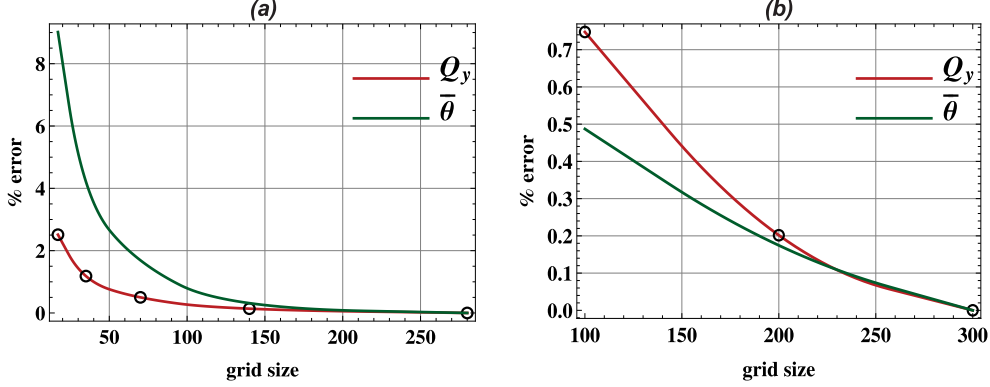 (a)
% error
8
6
4
2
0
50 100 150 200 250
grid size
Q_y
θ̄
(b)
% error
0.7
0.6
0.5
0.4
0.3
0.2
0.1
0.0
100 150 200 250 300
grid size
Q_y
θ̄